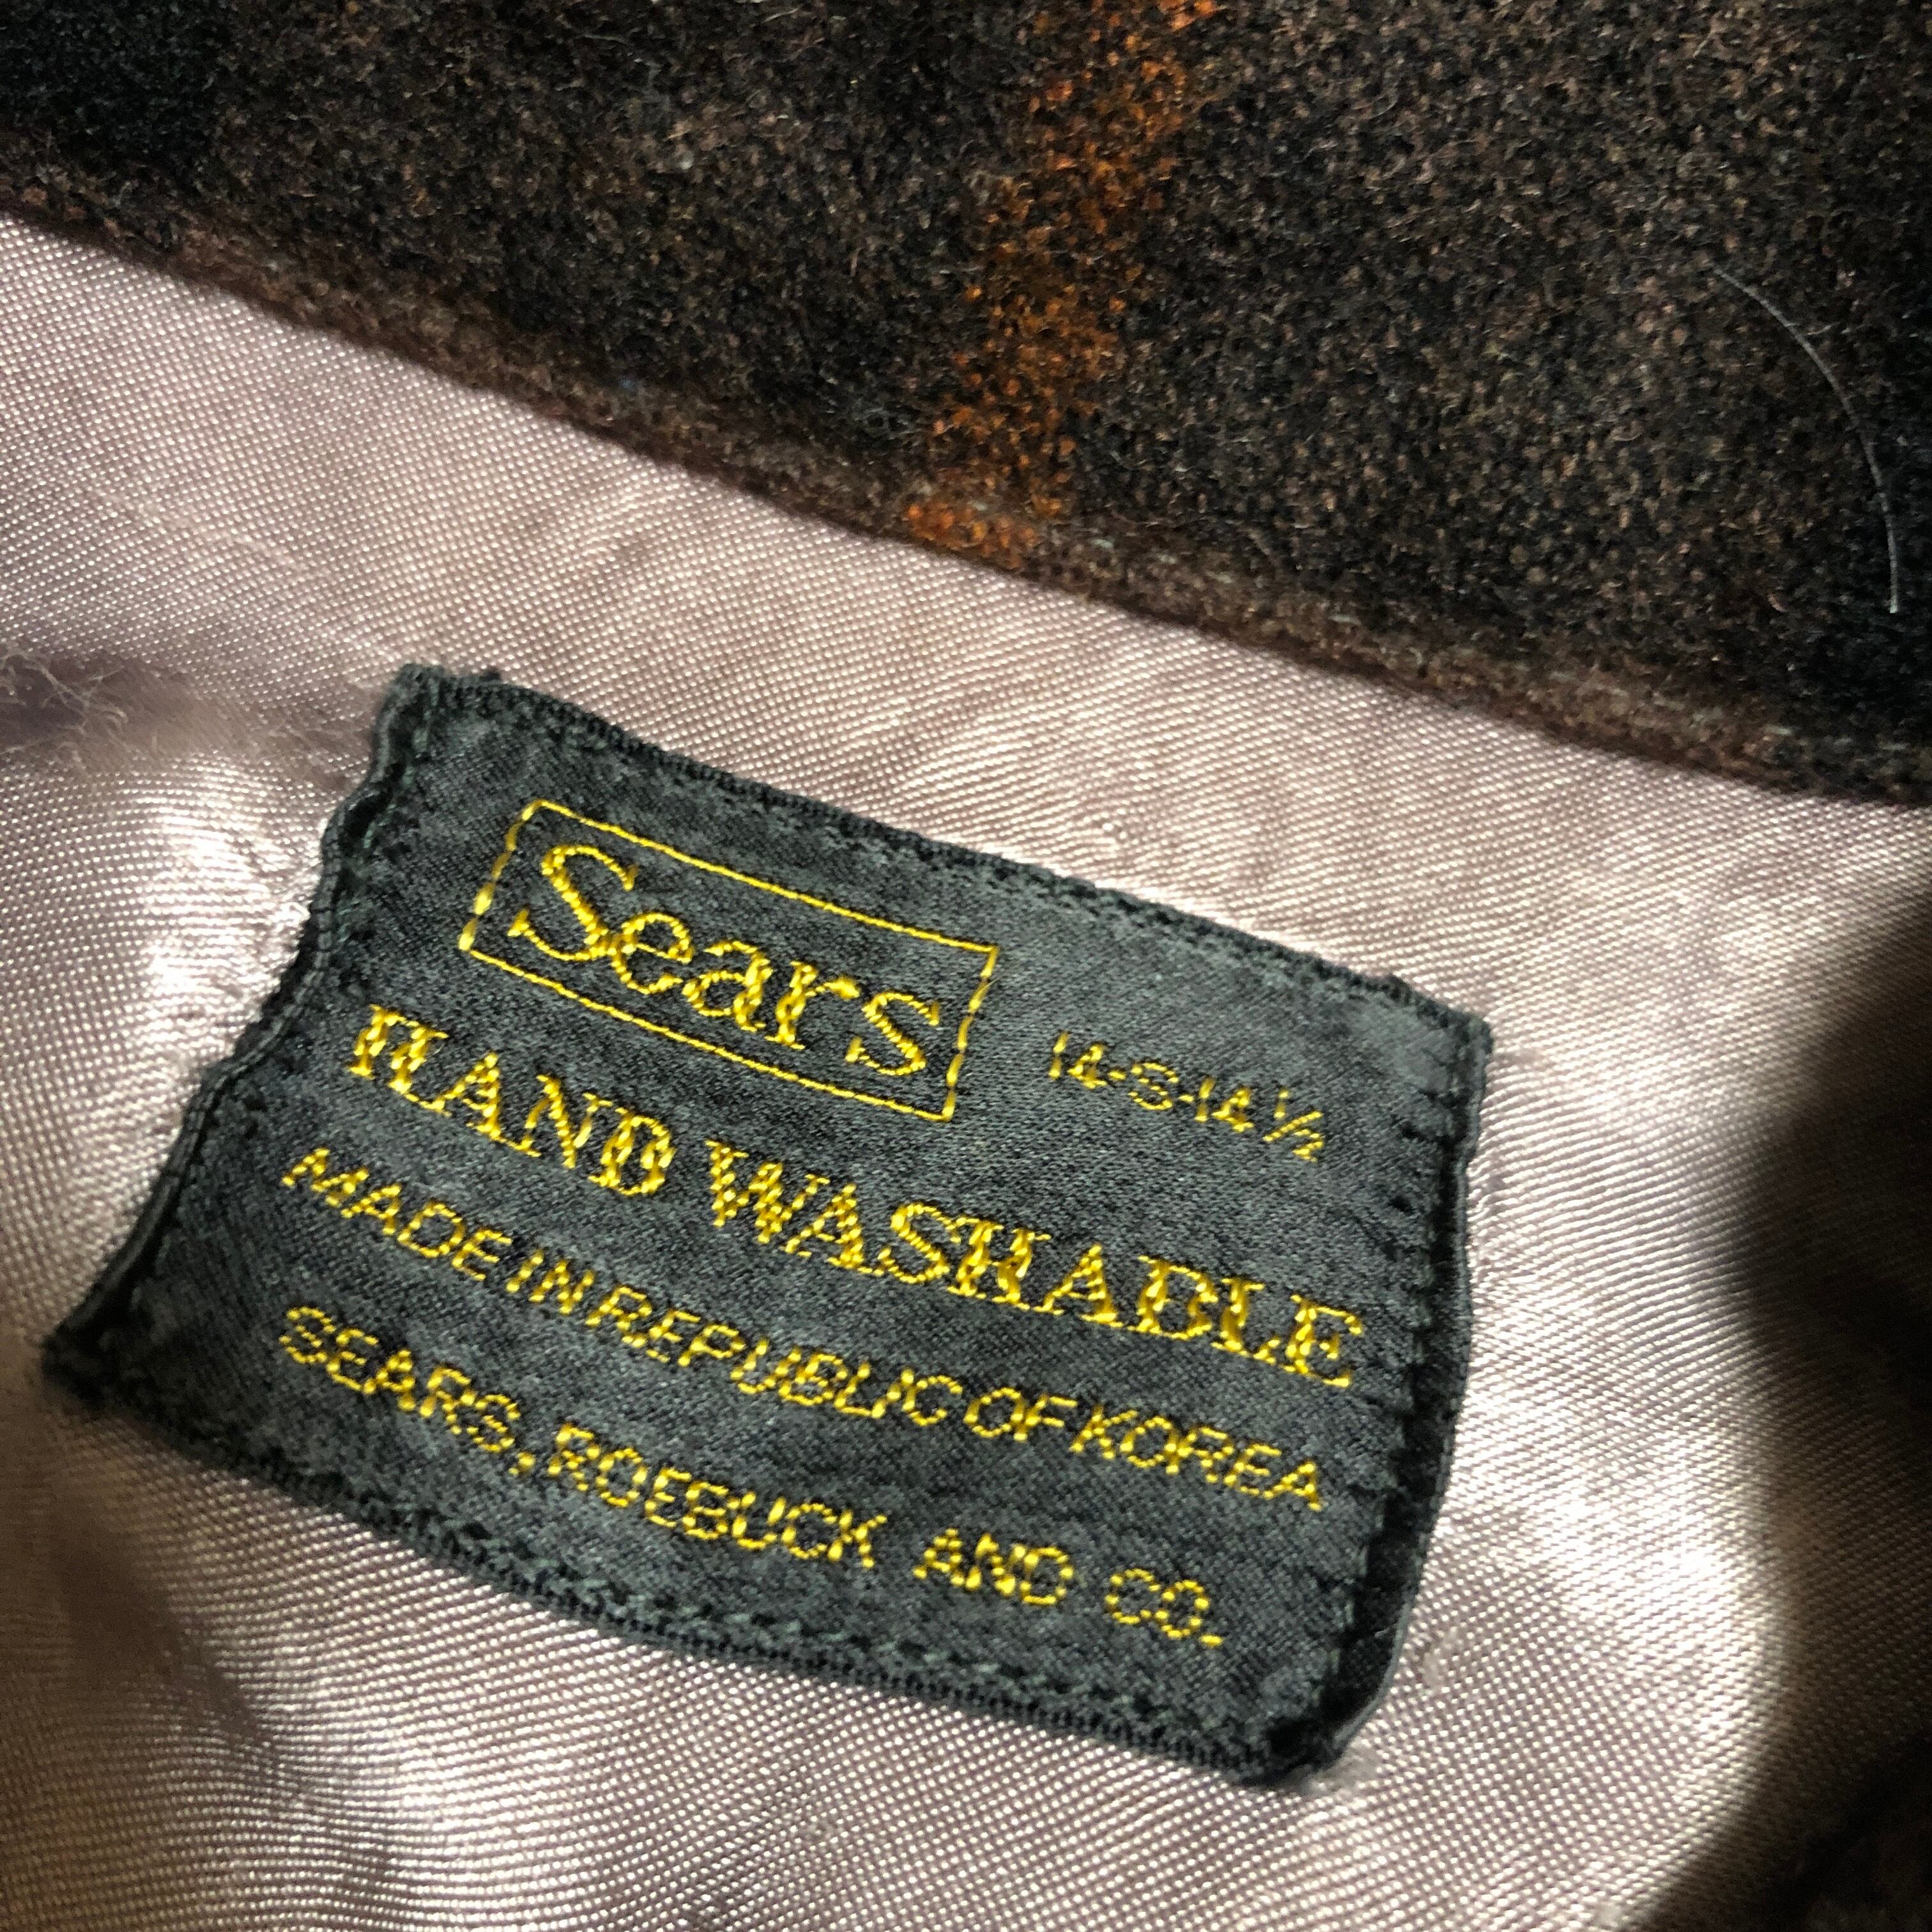 Sears 14-S-14½
HAND WASHABLE
MADE IN REPUBLIC OF KOREA
SEARS, ROEBUCK AND CO.